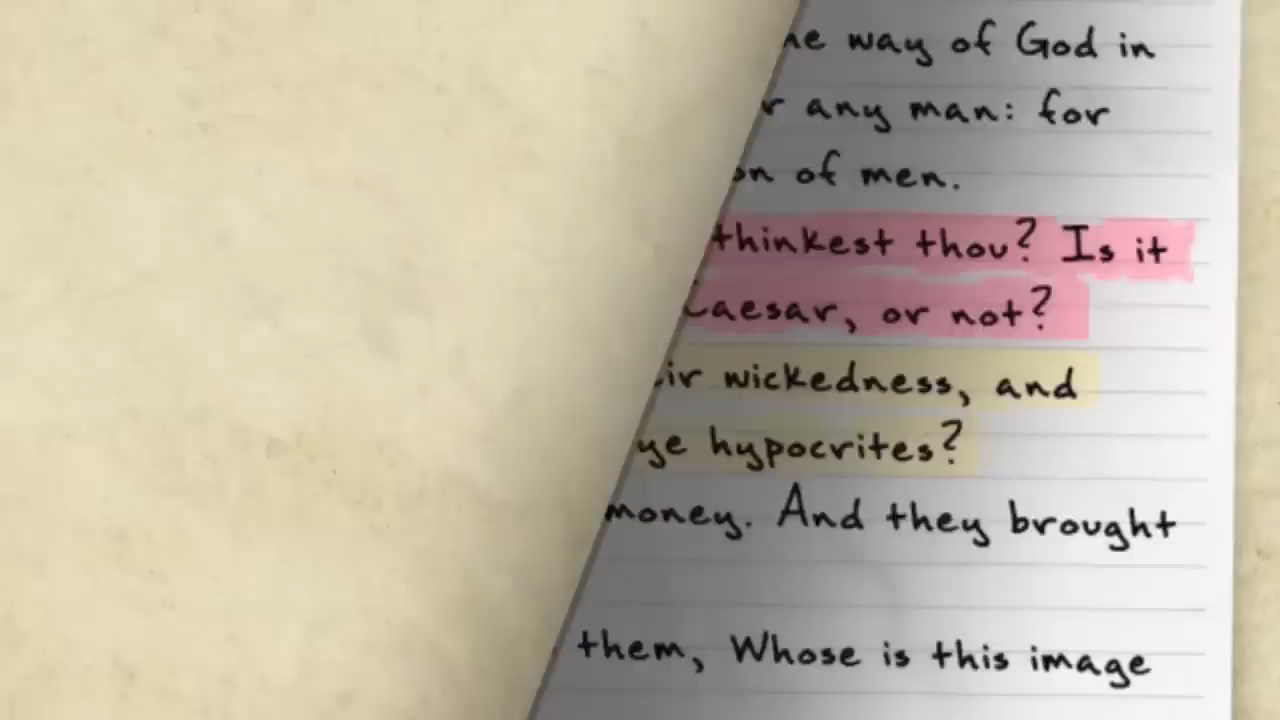 way of God in
any man: for
of men.
thinkest thou? Is it
Caesar, or not?
wickedness, and
ye hypocrites?
money. And they brought
them, Whose is this image